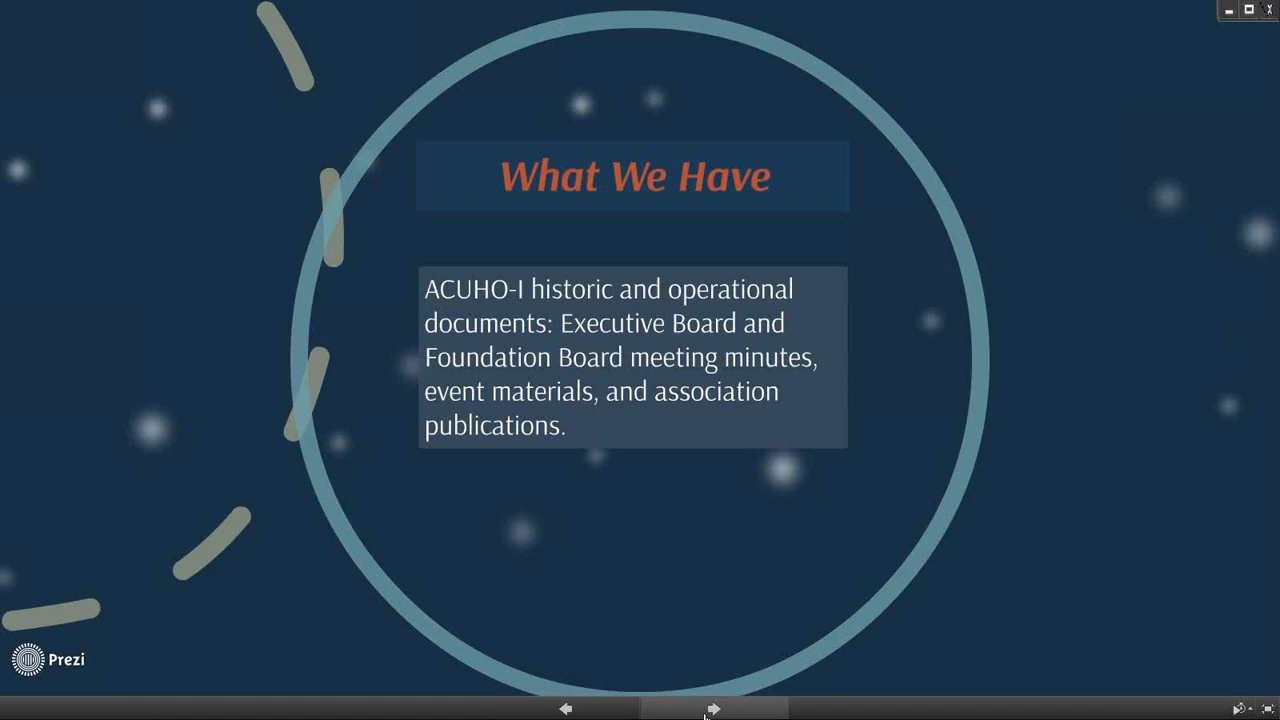 What We Have
ACUHO-I historic and operational
documents: Executive Board and
Foundation Board meeting minutes,
event materials, and association
publications.
Prezi